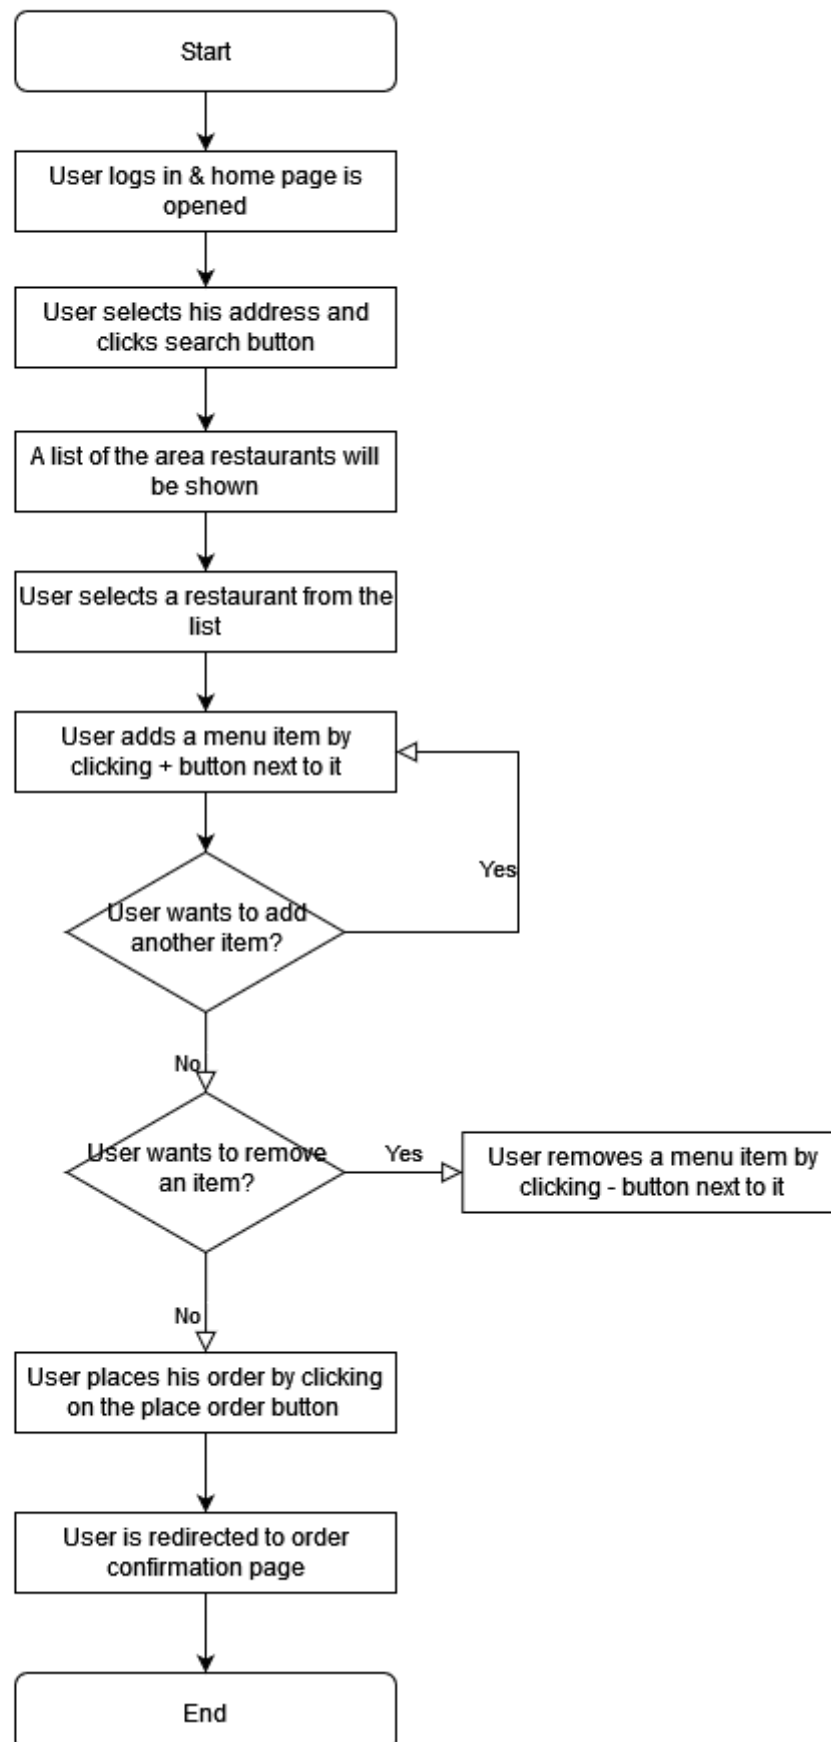 Start
User logs in & home page is
opened
User selects his address and
clicks search button
A list of the area restaurants will
be shown
User selects a restaurant from the
list
User adds a menu item by
clicking + button next to it
Yes
User wants to add
another item?
No
User wants to remove
an item?
Yes
User removes a menu item by
clicking - button next to it
No
User places his order by clicking
on the place order button
User is redirected to order
confirmation page
End